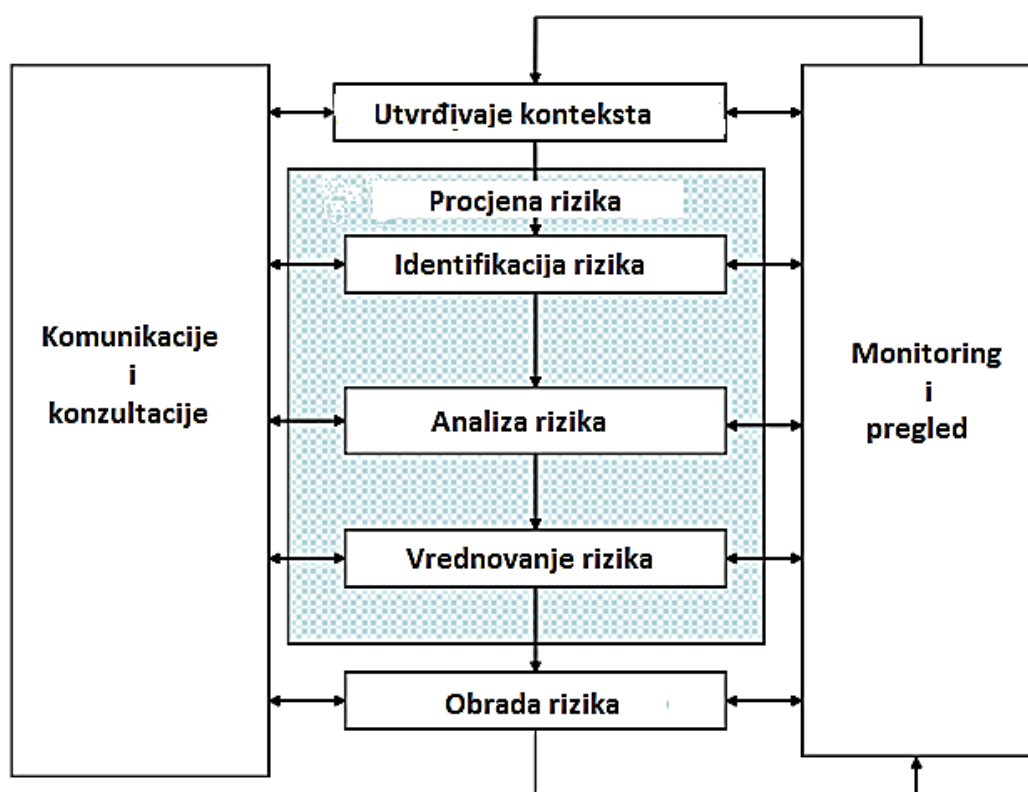 Utvrđivaje konteksta
Procjena rizika
Identifikacija rizika
Komunikacije
i
konzultacije
Analiza rizika
Monitoring
i
pregled
Vrednovanje rizika
Obrada rizika